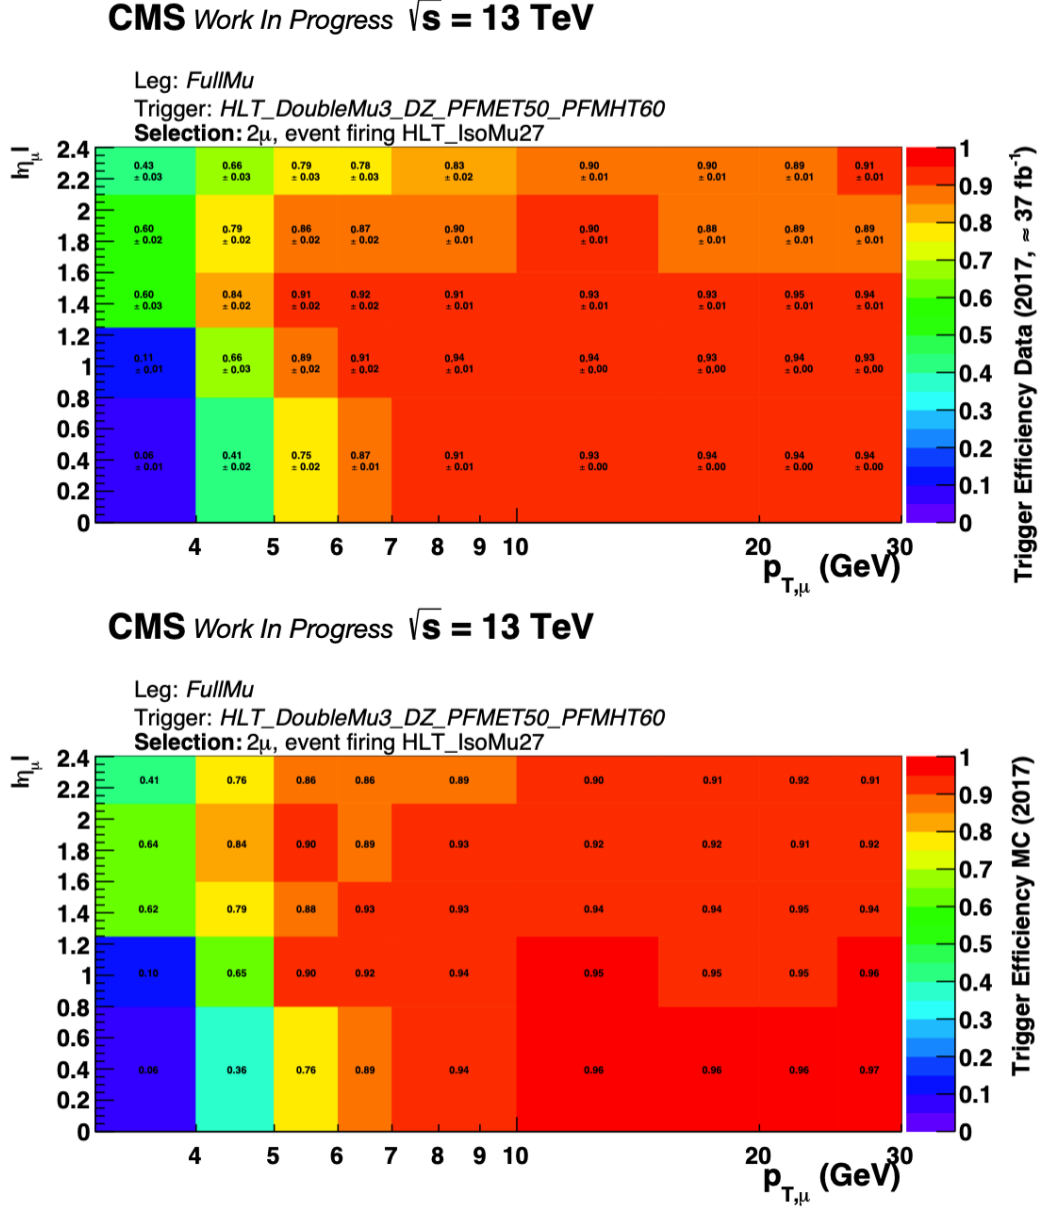 CMS Work In Progress √s = 13 TeV
Leg: FullMu
Trigger: HLT_DoubleMu3_DZ_PFMET50_PFMHT60
Selection: 2μ, event firing HLT_IsoMu27
|ημ|
2.4
2.2
2
1.8
1.6
1.4
1.2
1
0.8
0.6
0.4
0.2
0
0.43 0.66 0.79 0.78 0.83 0.90 0.90 0.89 0.91
± 0.03 ± 0.03 ± 0.03 ± 0.03 ± 0.02 ± 0.01 ± 0.01 ± 0.01 ± 0.01
0.60 0.79 0.86 0.87 0.90 0.90 0.88 0.89 0.89
± 0.02 ± 0.02 ± 0.02 ± 0.02 ± 0.01 ± 0.01 ± 0.01 ± 0.01 ± 0.01
0.60 0.84 0.91 0.92 0.91 0.93 0.93 0.95 0.94
± 0.03 ± 0.02 ± 0.02 ± 0.02 ± 0.01 ± 0.01 ± 0.01 ± 0.01 ± 0.01
0.11 0.66 0.89 0.91 0.94 0.94 0.93 0.94 0.93
± 0.01 ± 0.03 ± 0.02 ± 0.02 ± 0.01 ± 0.00 ± 0.00 ± 0.00 ± 0.00
0.06 0.41 0.75 0.87 0.91 0.93 0.94 0.94 0.94
± 0.01 ± 0.02 ± 0.02 ± 0.01 ± 0.01 ± 0.00 ± 0.00 ± 0.00 ± 0.00
4 5 6 7 8 9 10 20 30
pT,μ (GeV)
1
0.9
0.8
0.7
0.6
0.5
0.4
0.3
0.2
0.1
0
Trigger Efficiency Data (2017, ≈ 37 fb⁻¹)
CMS Work In Progress √s = 13 TeV
Leg: FullMu
Trigger: HLT_DoubleMu3_DZ_PFMET50_PFMHT60
Selection: 2μ, event firing HLT_IsoMu27
|ημ|
2.4
2.2
2
1.8
1.6
1.4
1.2
1
0.8
0.6
0.4
0.2
0
0.41 0.76 0.86 0.86 0.89 0.90 0.91 0.92 0.91
0.64 0.84 0.90 0.89 0.93 0.92 0.92 0.91 0.92
0.62 0.79 0.88 0.93 0.93 0.94 0.94 0.95 0.94
0.10 0.65 0.90 0.92 0.94 0.95 0.95 0.95 0.96
0.06 0.36 0.76 0.89 0.94 0.96 0.96 0.96 0.97
4 5 6 7 8 9 10 20 30
pT,μ (GeV)
1
0.9
0.8
0.7
0.6
0.5
0.4
0.3
0.2
0.1
0
Trigger Efficiency MC (2017)